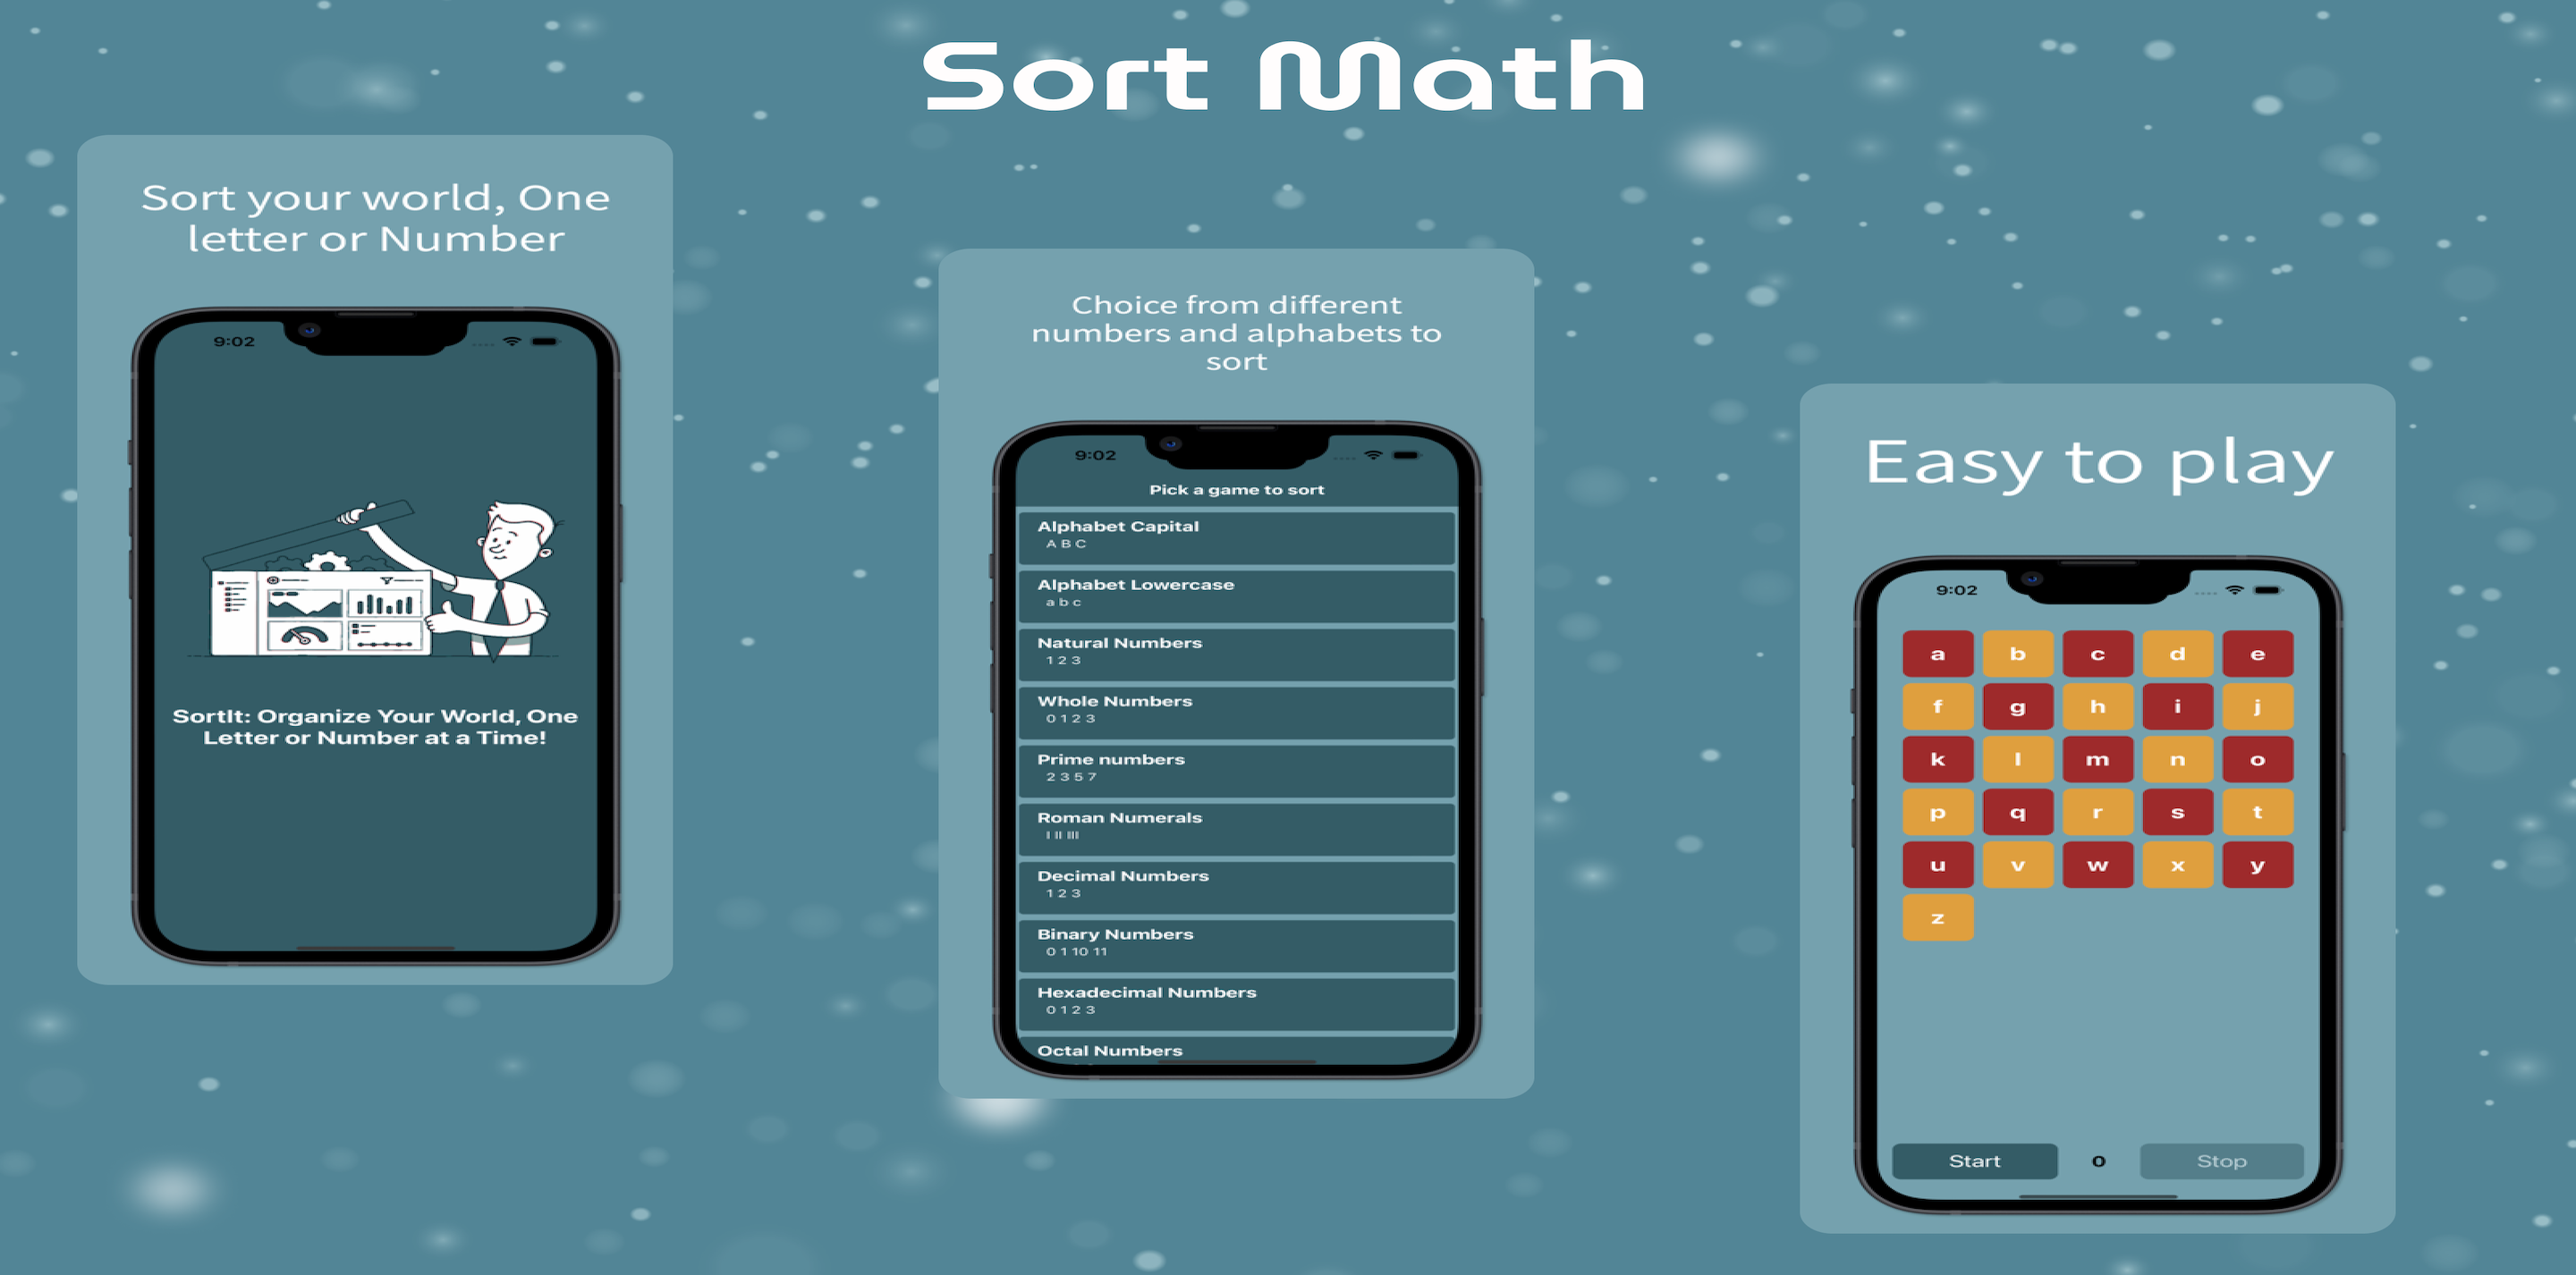 Sort Math
Sort your world, One
letter or Number
9:02
SortIt: Organize Your World, One
Letter or Number at a Time!
Choice from different
numbers and alphabets to
sort
9:02
Pick a game to sort
Alphabet Capital
A B C
Alphabet Lowercase
a b c
Natural Numbers
1 2 3
Whole Numbers
0 1 2 3
Prime numbers
2 3 5 7
Roman Numerals
I II III
Decimal Numbers
1 2 3
Binary Numbers
0 1 10 11
Hexadecimal Numbers
0 1 2 3
Octal Numbers
Easy to play
9:02
a b c d e
f g h i j
k l m n o
p q r s t
u v w x y
z
Start 0 Stop